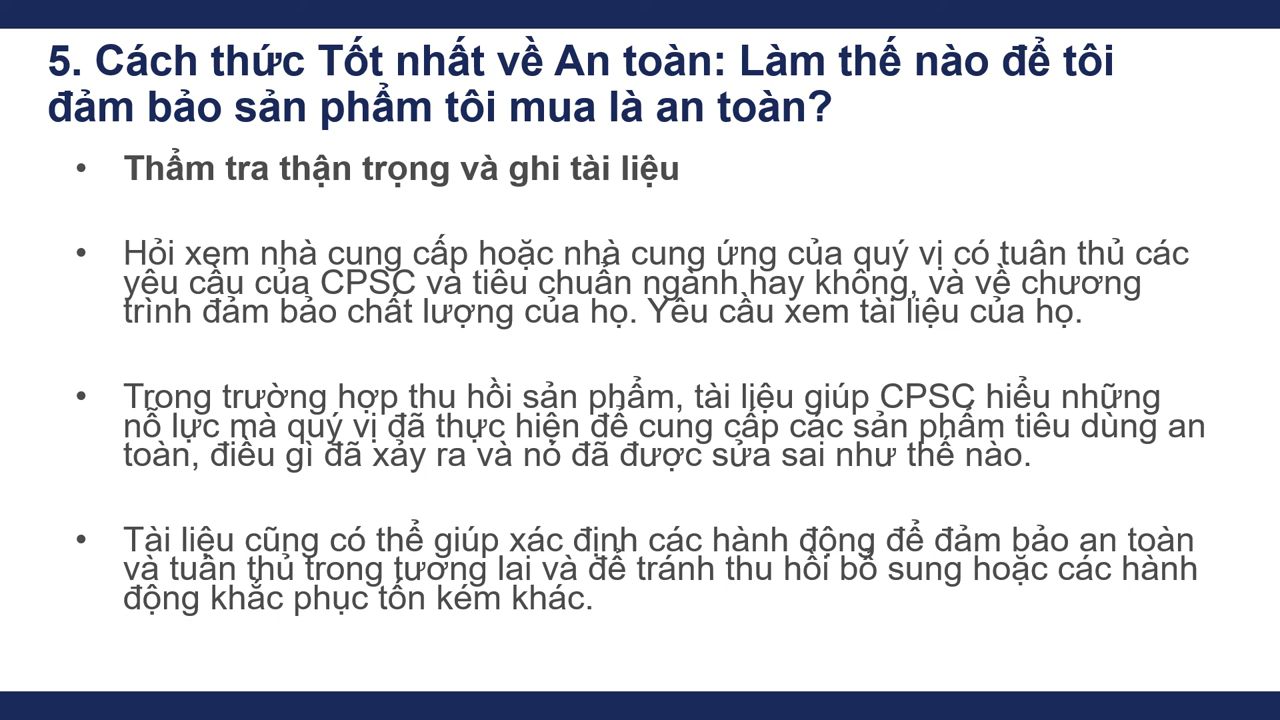 5. Cách thức Tốt nhất về An toàn: Làm thế nào để tôi
đảm bảo sản phẩm tôi mua là an toàn?
• Thẩm tra thận trọng và ghi tài liệu
• Hỏi xem nhà cung cấp hoặc nhà cung ứng của quý vị có tuân thủ các
yêu cầu của CPSC và tiêu chuẩn ngành hay không, và về chương
trình đảm bảo chất lượng của họ. Yêu cầu xem tài liệu của họ.
• Trong trường hợp thu hồi sản phẩm, tài liệu giúp CPSC hiểu những
nỗ lực mà quý vị đã thực hiện để cung cấp các sản phẩm tiêu dùng an
toàn, điều gì đã xảy ra và nó đã được sửa sai như thế nào.
• Tài liệu cũng có thể giúp xác định các hành động để đảm bảo an toàn
và tuân thủ trong tương lai và để tránh thu hồi bổ sung hoặc các hành
động khắc phục tốn kém khác.